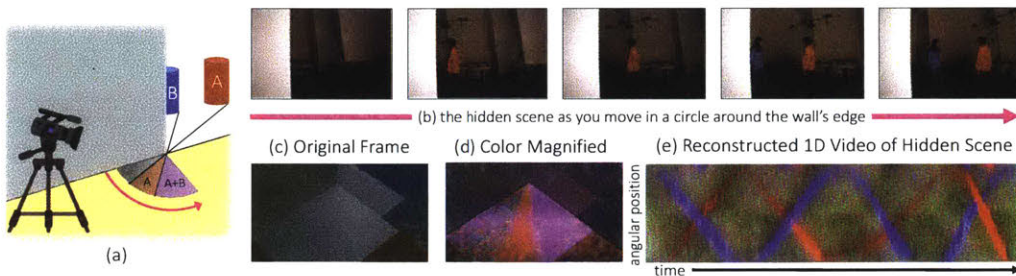 B
A
A
A+B
(a)
(b) the hidden scene as you move in a circle around the wall's edge
(c) Original Frame
(d) Color Magnified
(e) Reconstructed 1D Video of Hidden Scene
angular position
time